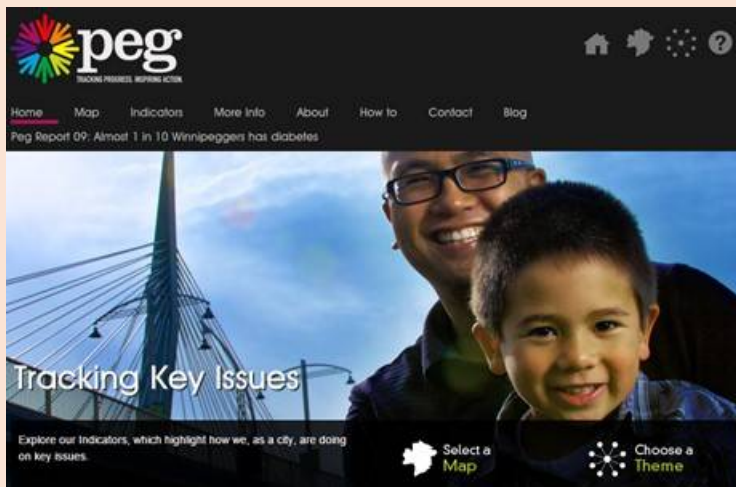 peg
TRACKING PROGRESS. INSPIRING ACTION.
Home Map Indicators More Info About How to Contact Blog
Peg Report 09: Almost 1 in 10 Winnipeggers has diabetes
Tracking Key Issues
Explore our Indicators, which highlight how we, as a city, are doing
on key issues.
Select a
Map
Choose a
Theme